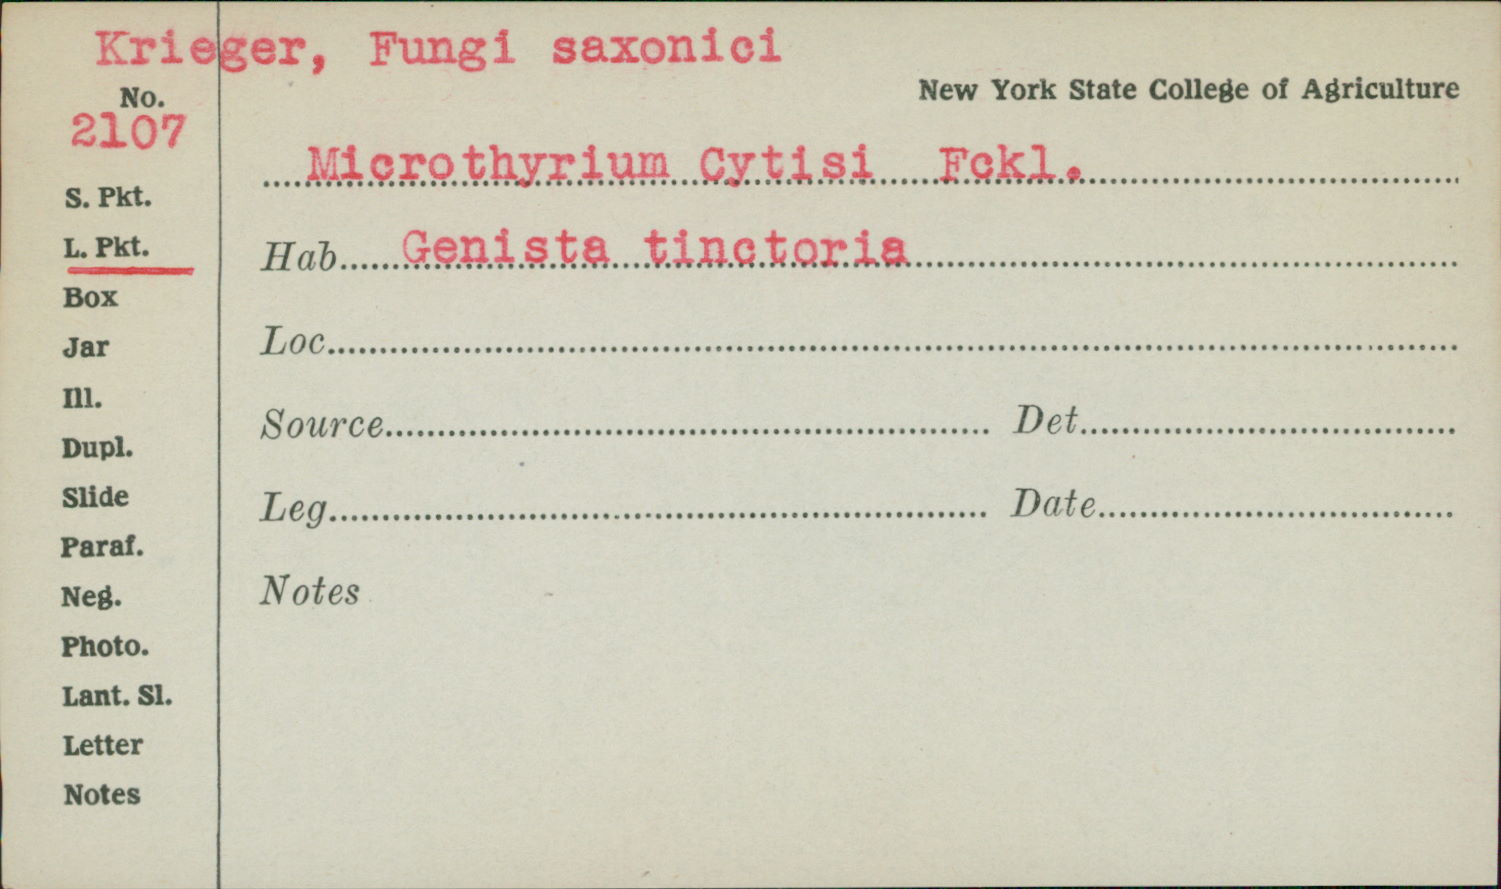 Krieger, Fungi saxonici
No.
2107
New York State College of Agriculture
Microthyrium Cytisi Fckl.
S. Pkt.
L. Pkt.
Hab. Genista tinctoria
Box
Jar
Loc.
Ill.
Source
Det.
Dupl.
Slide
Leg.
Date
Paraf.
Neg.
Notes
Photo.
Lant. Sl.
Letter
Notes